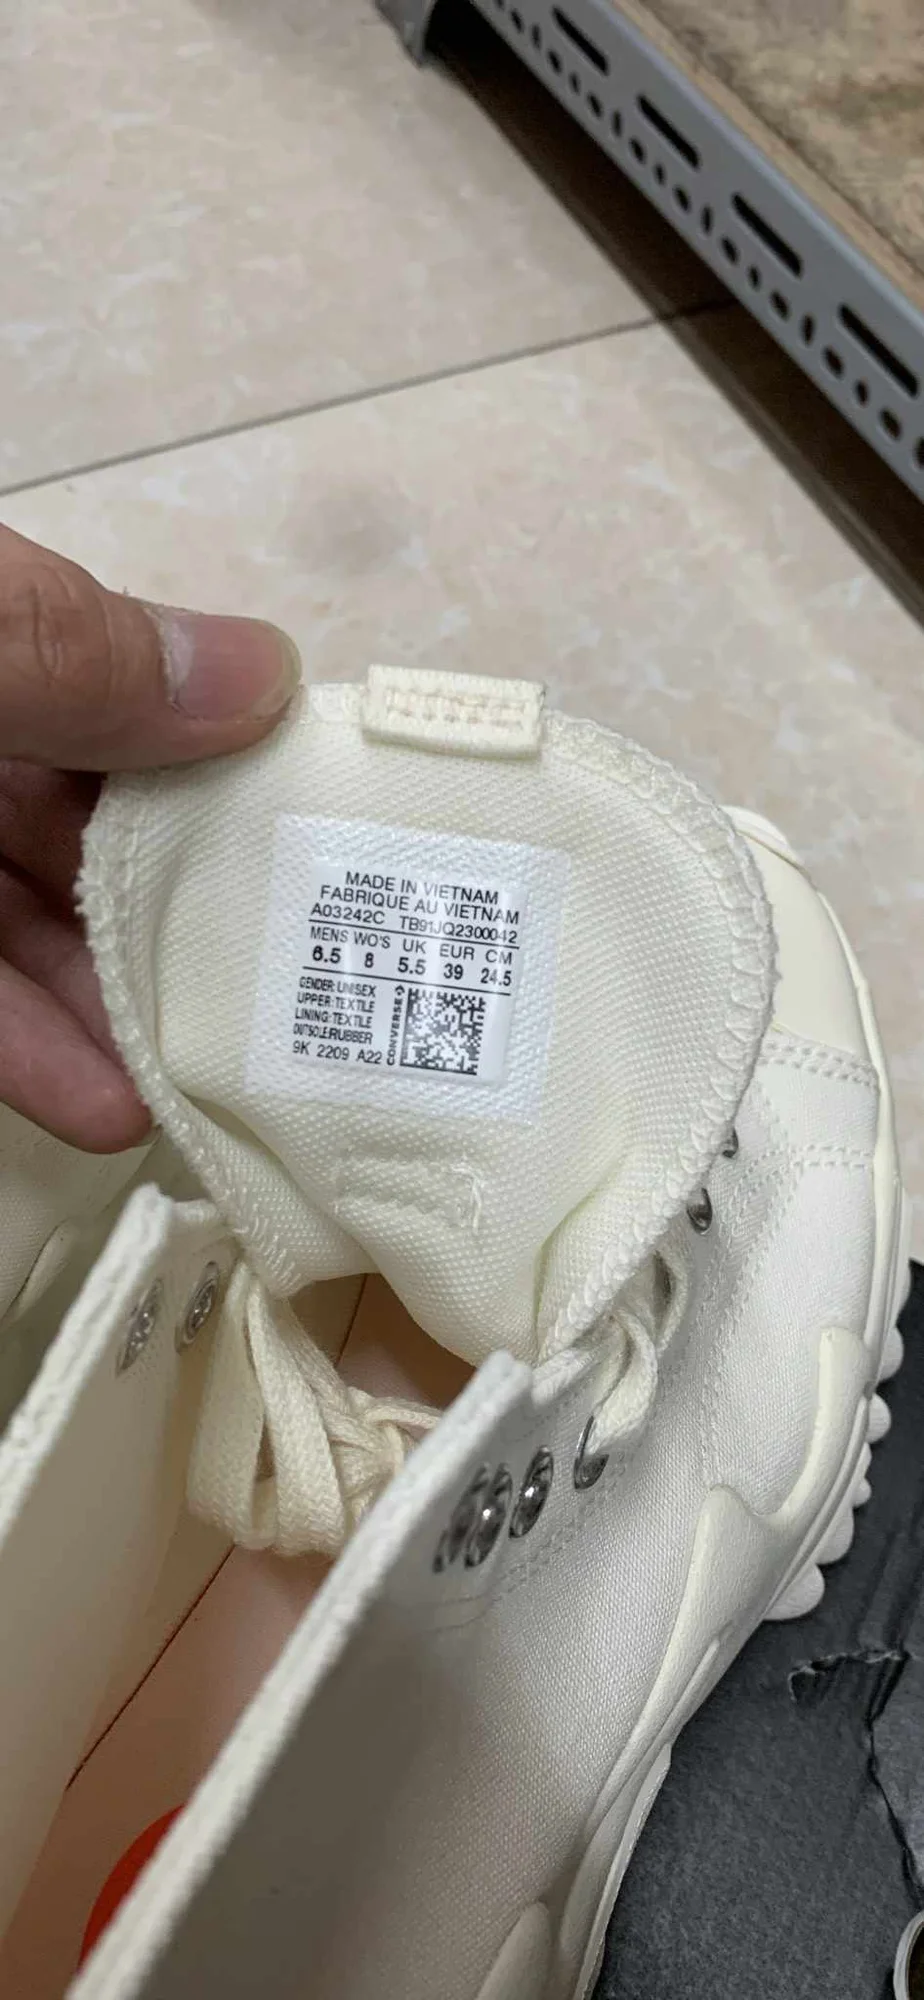 MADE IN VIETNAM
FABRIQUE AU VIETNAM
A03242C TB91JQ2300042
MENS WO'S UK EUR CM
6.5 8 5.5 39 24.5
GENDER: UNISEX
UPPER: TEXTILE
LINING: TEXTILE
OUTSOLE: RUBBER
9K 2209 A22
CONVERSE